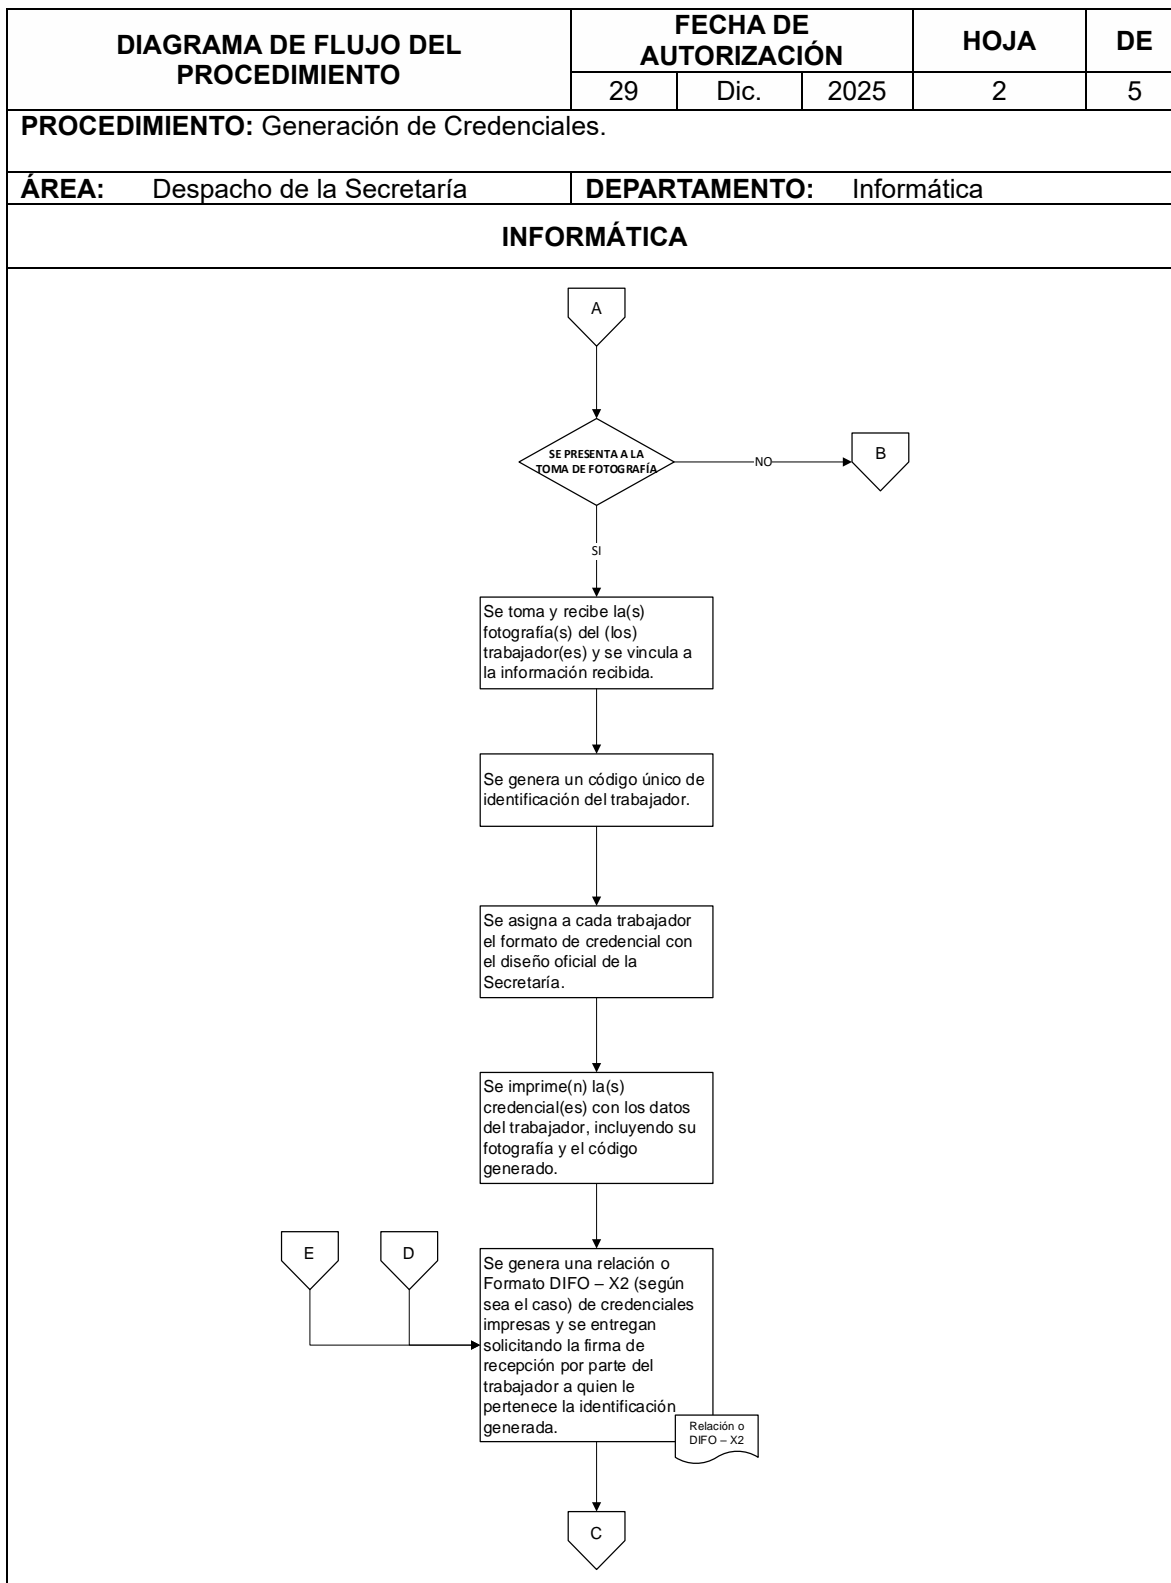 DIAGRAMA DE FLUJO DEL
PROCEDIMIENTO
FECHA DE
AUTORIZACIÓN
HOJA
DE
29
Dic.
2025
2
5
PROCEDIMIENTO: Generación de Credenciales.
ÁREA: Despacho de la Secretaría
DEPARTAMENTO: Informática
INFORMÁTICA
A
SE PRESENTA A LA
TOMA DE FOTOGRAFÍA
NO
B
SI
Se toma y recibe la(s)
fotografía(s) del (los)
trabajador(es) y se vincula a
la información recibida.
Se genera un código único de
identificación del trabajador.
Se asigna a cada trabajador
el formato de credencial con
el diseño oficial de la
Secretaría.
Se imprime(n) la(s)
credencial(es) con los datos
del trabajador, incluyendo su
fotografía y el código
generado.
E
D
Se genera una relación o
Formato DIFO – X2 (según
sea el caso) de credenciales
impresas y se entregan
solicitando la firma de
recepción por parte del
trabajador a quien le
pertenece la identificación
generada.
Relación o
DIFO – X2
C